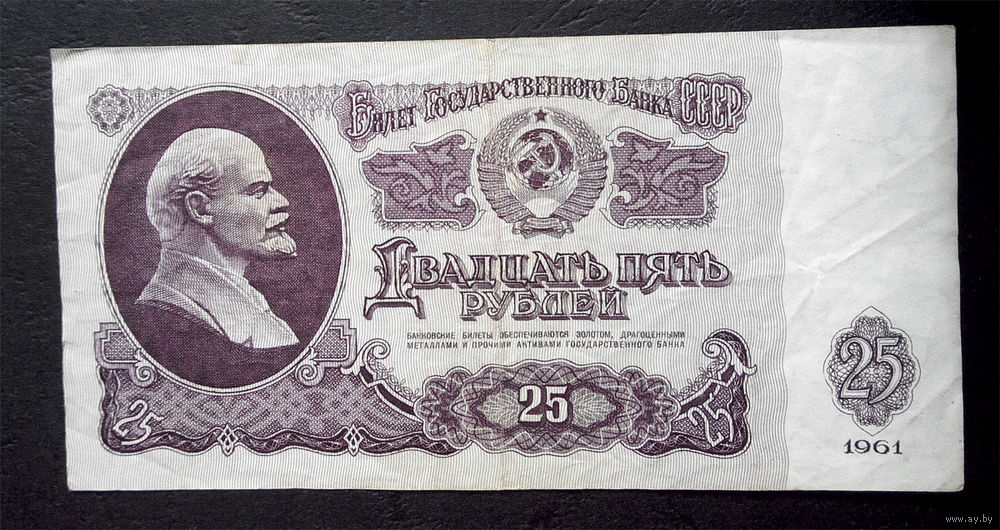 Билет Государственного Банка СССР
Двадцать пять
рублей
БАНКОВСКИЕ БИЛЕТЫ ОБЕСПЕЧИВАЮТСЯ ЗОЛОТОМ, ДРАГОЦЕННЫМИ
МЕТАЛЛАМИ И ПРОЧИМИ АКТИВАМИ ГОСУДАРСТВЕННОГО БАНКА
25
25
25
25
1961
www.ay.by